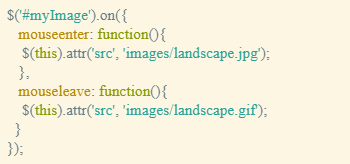 $('#myImage').on({
mouseenter: function(){
$(this).attr('src', 'images/landscape.jpg');
},
mouseleave: function(){
$(this).attr('src', 'images/landscape.gif');
}
});